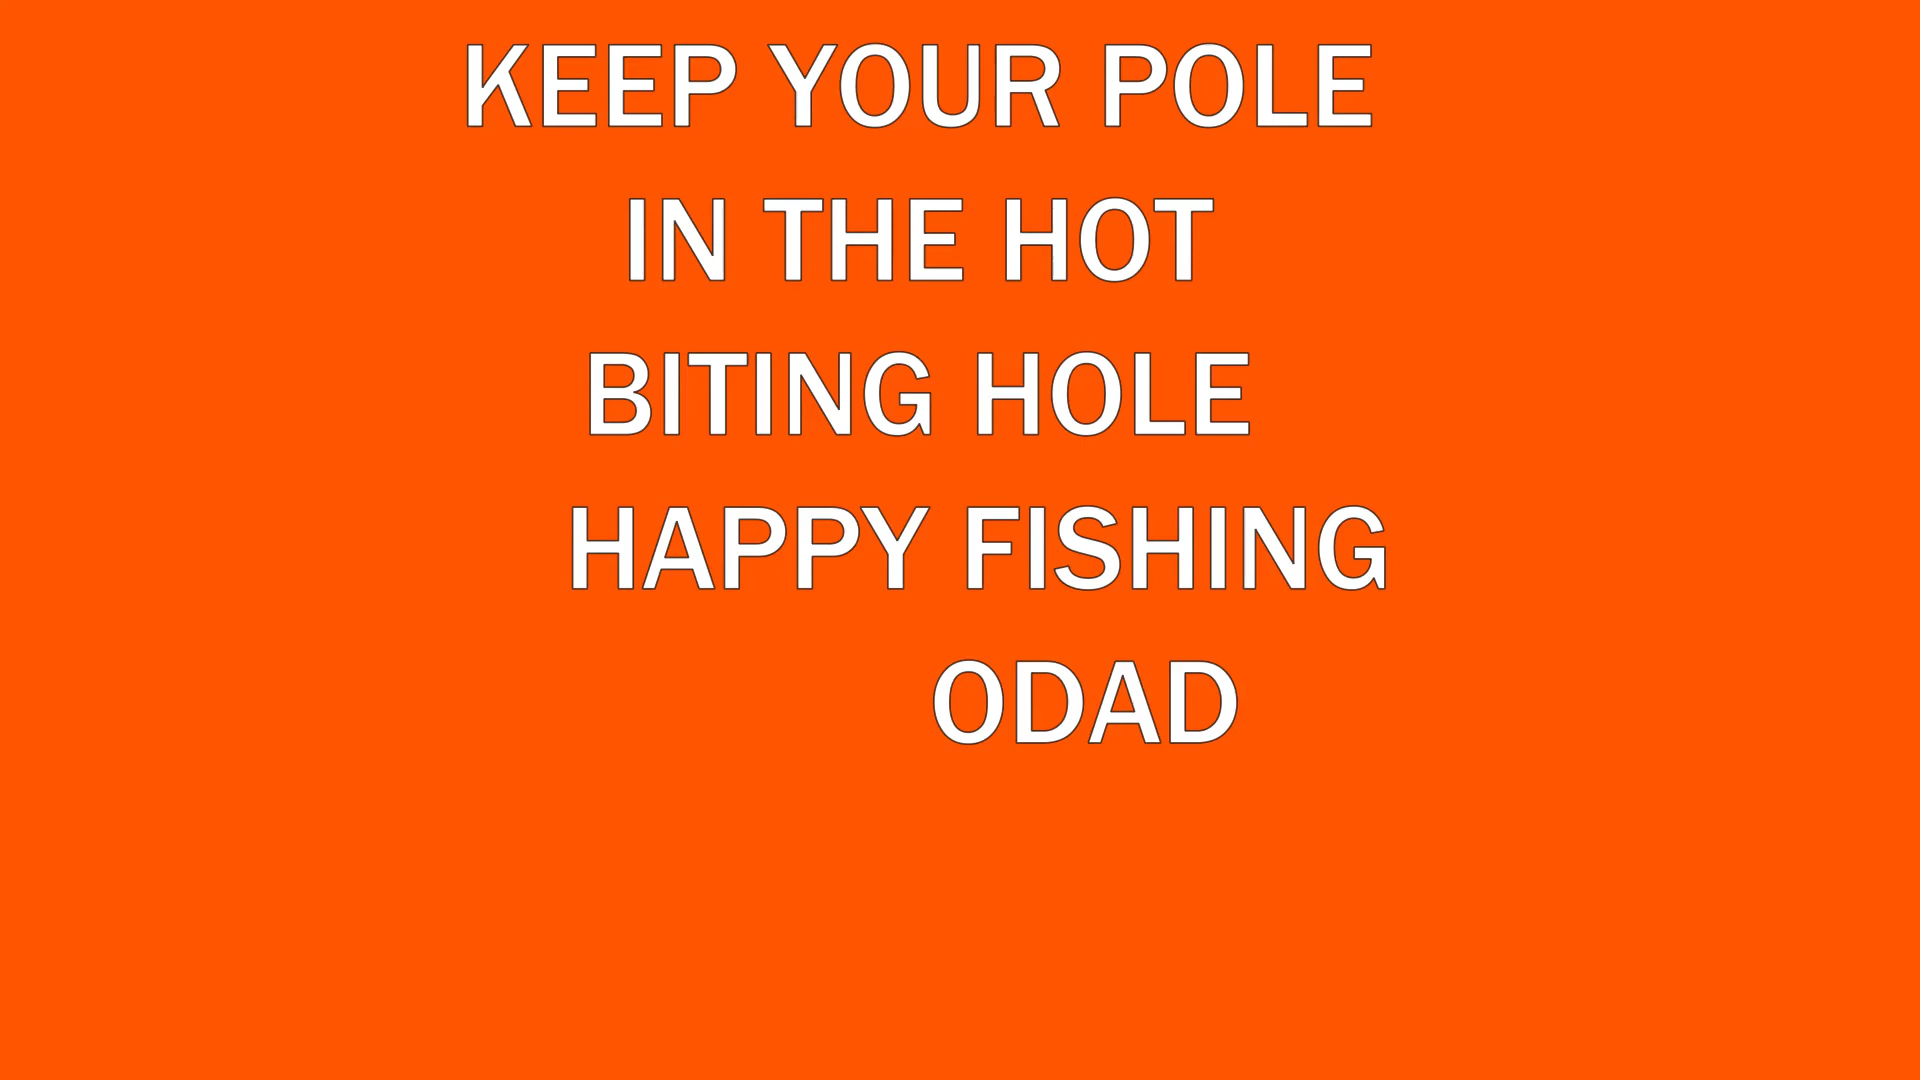 KEEP YOUR POLE
IN THE HOT
BITING HOLE
HAPPY FISHING
ODAD